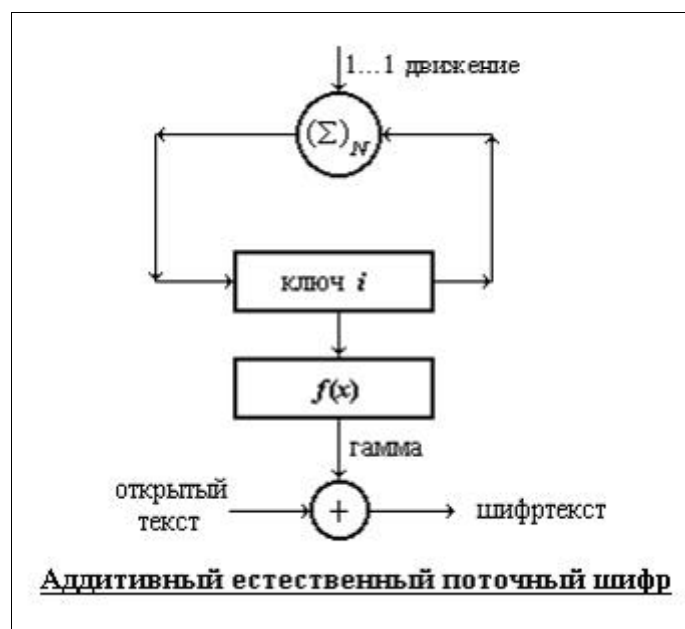 1...1 движение
(Σ)N
ключ i
f(x)
гамма
открытый
текст
+
шифртекст
Аддитивный естественный поточный шифр